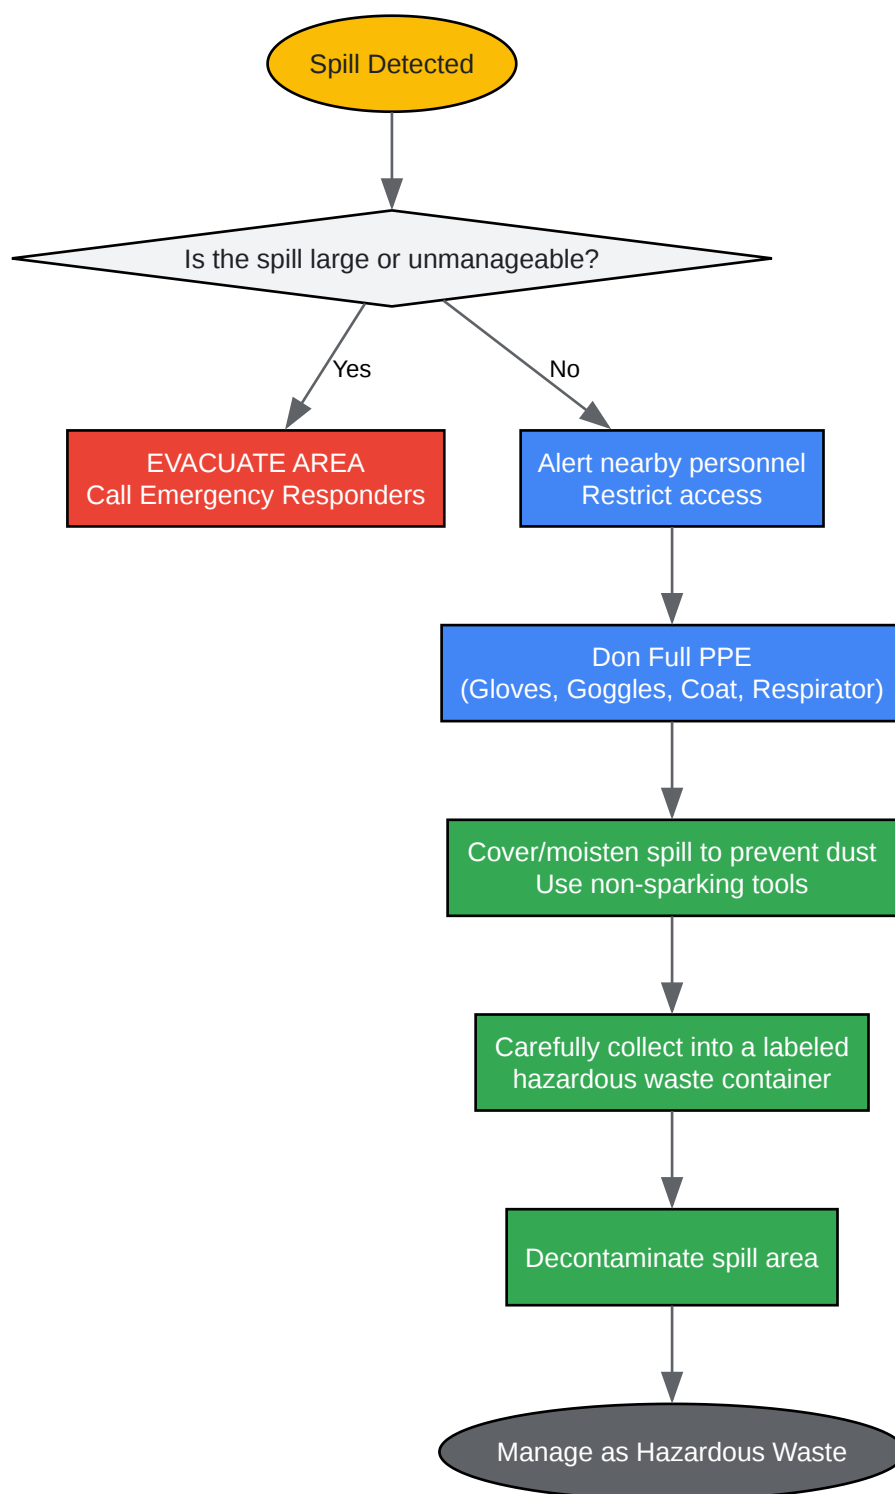 Spill Detected
Is the spill large or unmanageable?
Yes
No
EVACUATE AREA
Call Emergency Responders
Alert nearby personnel
Restrict access
Don Full PPE
(Gloves, Goggles, Coat, Respirator)
Cover/moisten spill to prevent dust
Use non-sparking tools
Carefully collect into a labeled
hazardous waste container
Decontaminate spill area
Manage as Hazardous Waste